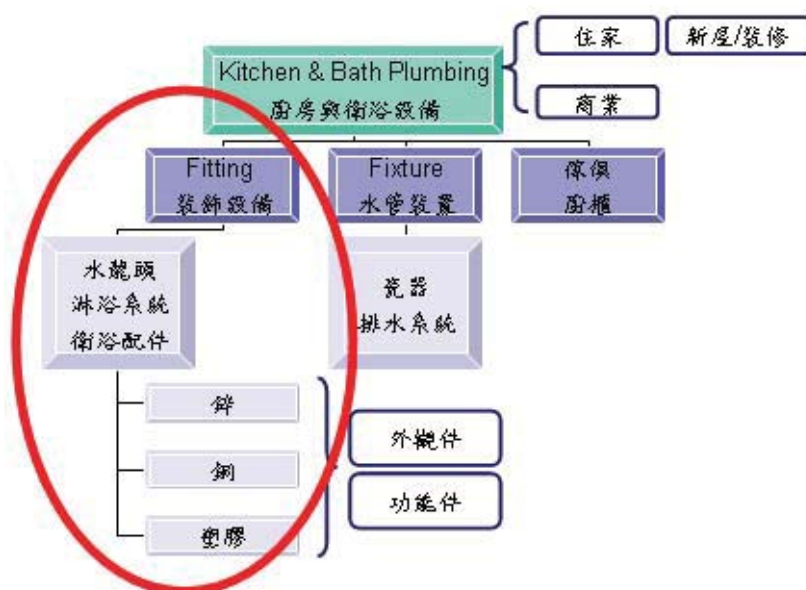 住家
新屋/裝修
Kitchen & Bath Plumbing
廚房與衛浴設備
商業
Fitting
裝飾設備
Fixture
水管裝置
傢俱
廚櫃
水龍頭
淋浴系統
衛浴配件
瓷器
排水系統
鋅
銅
塑膠
外觀件
功能件